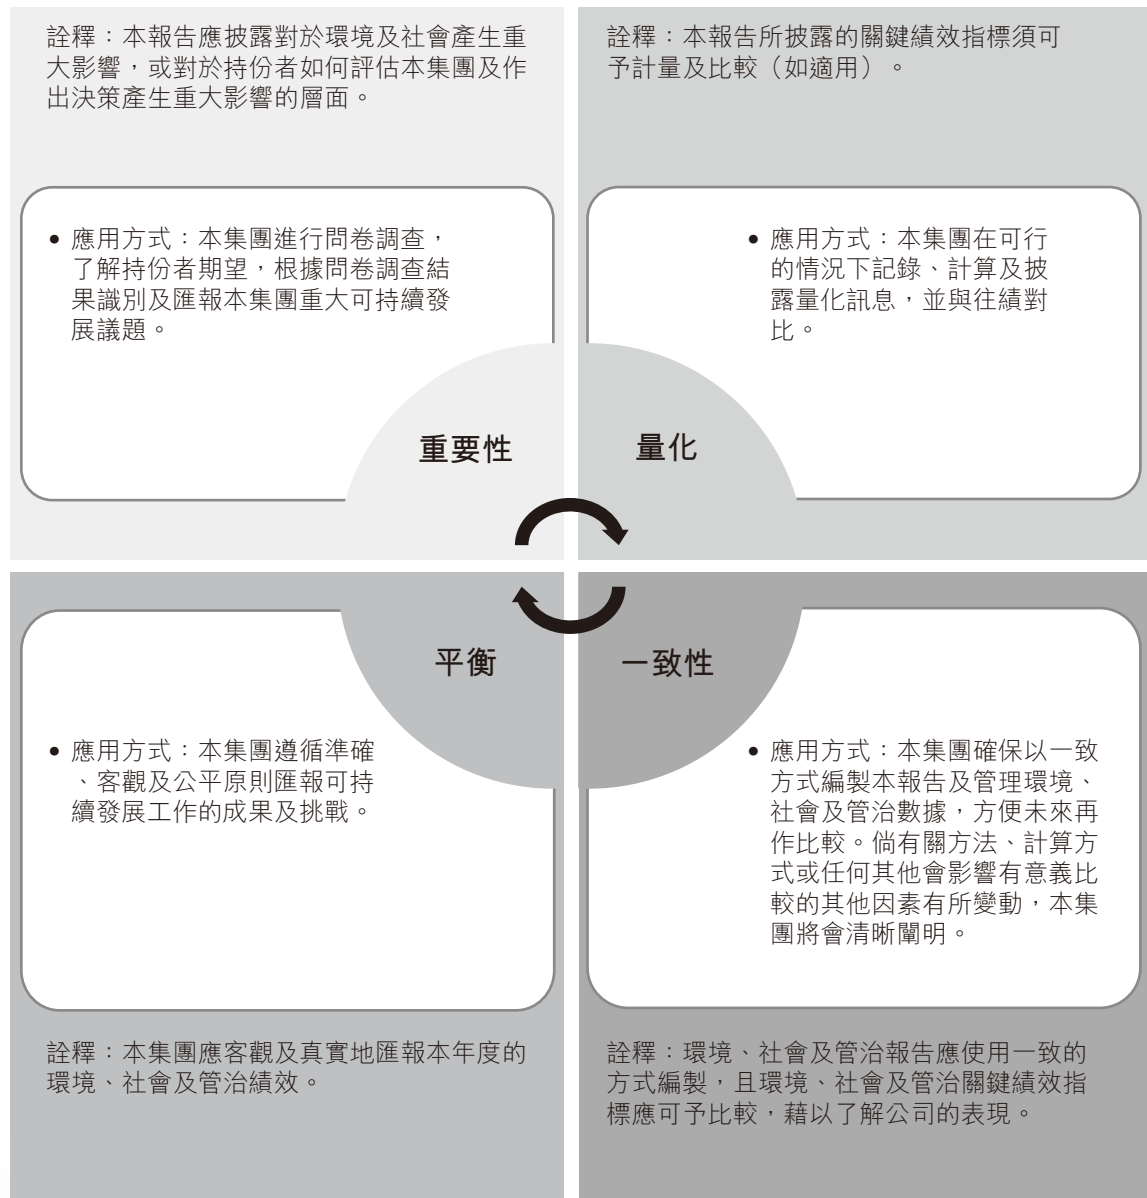 詮釋：本報告應披露對於環境及社會產生重
大影響，或對於持份者如何評估本集團及作
出決策產生重大影響的層面。
• 應用方式：本集團進行問卷調查，
了解持份者期望，根據問卷調查結
果識別及匯報本集團重大可持續發
展議題。
重要性
詮釋：本報告所披露的關鍵績效指標須可
予計量及比較（如適用）。
• 應用方式：本集團在可行
的情況下記錄、計算及披
露量化訊息，並與往績對
比。
量化
平衡
• 應用方式：本集團遵循準確
、客觀及公平原則匯報可持
續發展工作的成果及挑戰。
詮釋：本集團應客觀及真實地匯報本年度的
環境、社會及管治績效。
一致性
• 應用方式：本集團確保以一致
方式編製本報告及管理環境、
社會及管治數據，方便未來再
作比較。倘有關方法、計算方
式或任何其他會影響有意義比
較的其他因素有所變動，本集
團將會清晰闡明。
詮釋：環境、社會及管治報告應使用一致的
方式編製，且環境、社會及管治關鍵績效指
標應可予比較，藉以了解公司的表現。